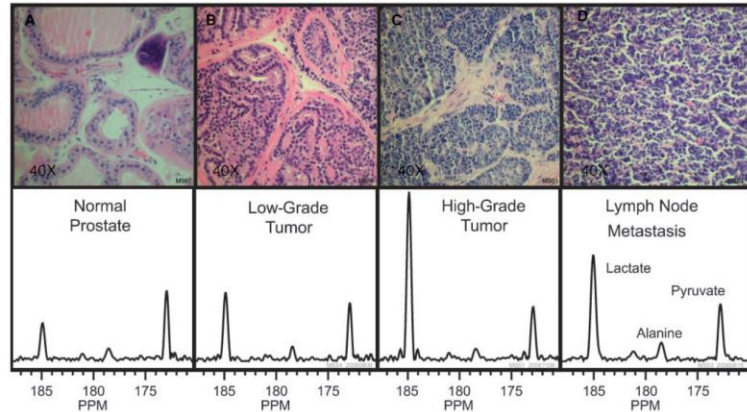 A
B
C
D
40X
40X
40X
40X
Normal
Prostate
Low-Grade
Tumor
High-Grade
Tumor
Lymph Node
Metastasis
Lactate
Alanine
Pyruvate
185 180 175
PPM
185 180 175
PPM
185 180 175
PPM
185 180 175
PPM